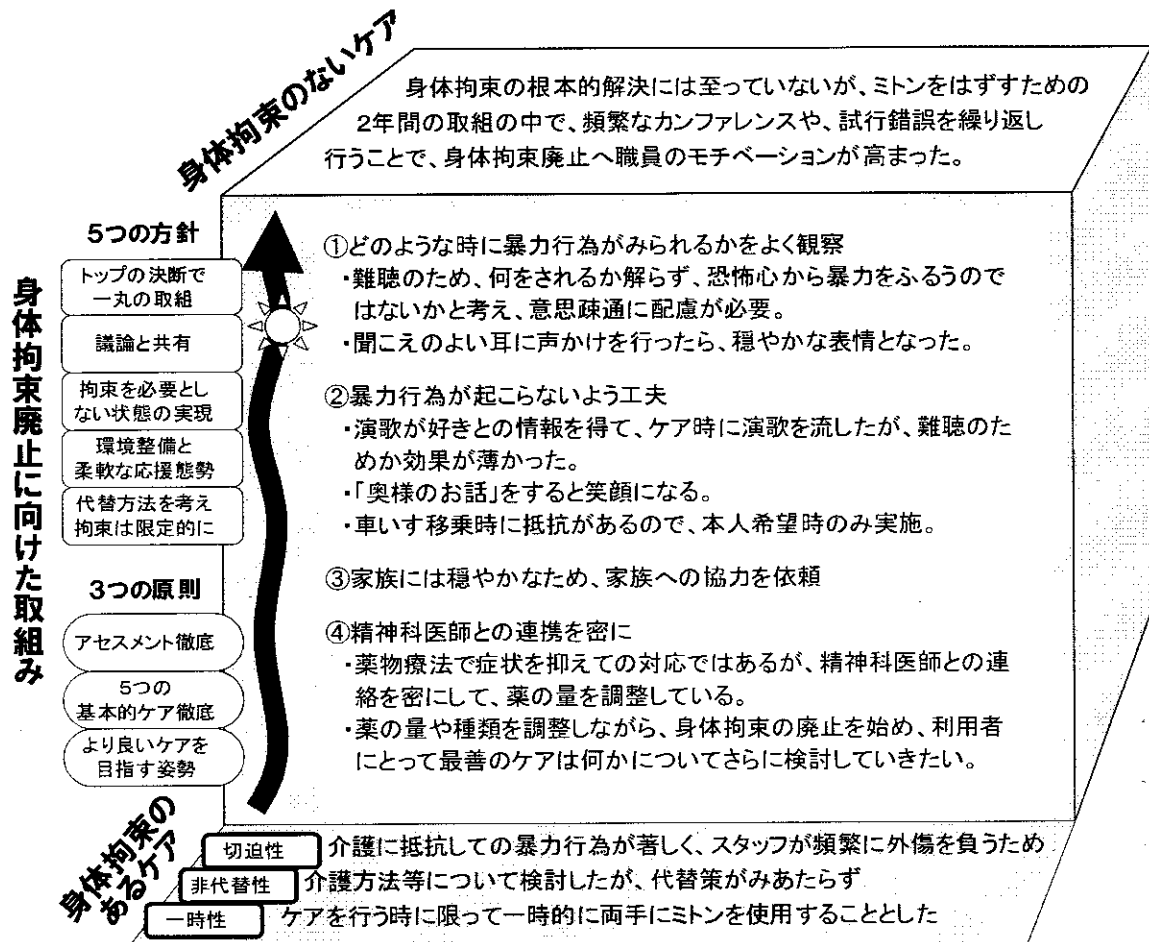 身体拘束のないケア
身体拘束の根本的解決には至っていないが、ミトンをはずすための
2年間の取組の中で、頻繁なカンファレンスや、試行錯誤を繰り返し
行うことで、身体拘束廃止へ職員のモチベーションが高まった。
身体拘束廃止に向けた取組み
5つの方針
トップの決断で
一丸の取組
議論と共有
拘束を必要とし
ない状態の実現
環境整備と
柔軟な応援態勢
代替方法を考え
拘束は限定的に
3つの原則
アセスメント徹底
5つの
基本的ケア徹底
より良いケアを
目指す姿勢
①どのような時に暴力行為がみられるかをよく観察
・難聴のため、何をされるか解らず、恐怖心から暴力をふるうので
はないかと考え、意思疎通に配慮が必要。
・聞こえのよい耳に声かけを行ったら、穏やかな表情となった。
②暴力行為が起こらないよう工夫
・演歌が好きとの情報を得て、ケア時に演歌を流したが、難聴のた
めか効果が薄かった。
・「奥様のお話」をすると笑顔になる。
・車いす移乗時に抵抗があるので、本人希望時のみ実施。
③家族には穏やかなため、家族への協力を依頼
④精神科医師との連携を密に
・薬物療法で症状を抑えての対応ではあるが、精神科医師との連
絡を密にして、薬の量を調整している。
・薬の量や種類を調整しながら、身体拘束の廃止を始め、利用者
にとって最善のケアは何かについてさらに検討していきたい。
身体拘束の
あるケア
切迫性 介護に抵抗しての暴力行為が著しく、スタッフが頻繁に外傷を負うため
非代替性 介護方法等について検討したが、代替策がみあたらず
一時性 ケアを行う時に限って一時的に両手にミトンを使用することとした